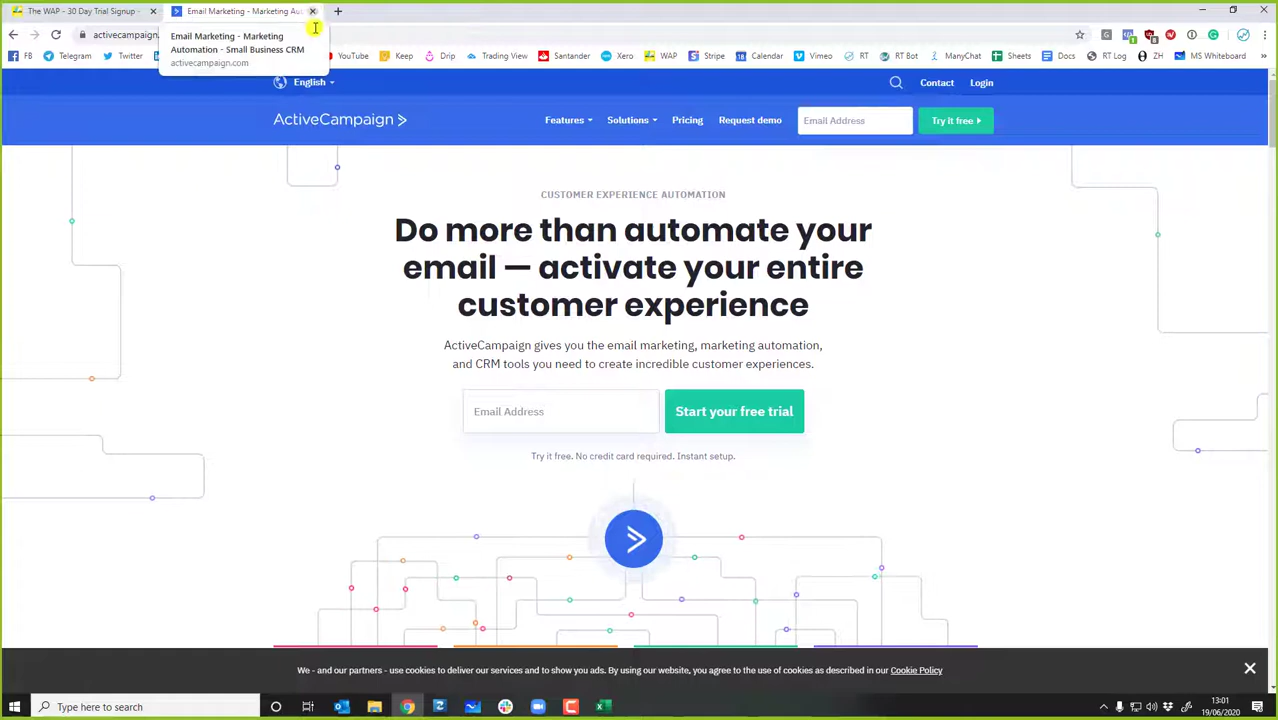 The WAP - 30 Day Trial Signup -
Email Marketing - Marketing Aut
activecampaign.
Email Marketing - Marketing
Automation - Small Business CRM
activecampaign.com
FB
Telegram
Twitter
YouTube
Keep
Drip
Trading View
Santander
Xero
WAP
Stripe
Calendar
Vimeo
RT
RT Bot
ManyChat
Sheets
Docs
RT Log
ZH
MS Whiteboard
English
Contact
Login
ActiveCampaign
Features
Solutions
Pricing
Request demo
Email Address
Try it free
CUSTOMER EXPERIENCE AUTOMATION
Do more than automate your
email — activate your entire
customer experience
ActiveCampaign gives you the email marketing, marketing automation,
and CRM tools you need to create incredible customer experiences.
Email Address
Start your free trial
Try it free. No credit card required. Instant setup.
We - and our partners - use cookies to deliver our services and to show you ads. By using our website, you agree to the use of cookies as described in our Cookie Policy
Type here to search
13:01
19/06/2020